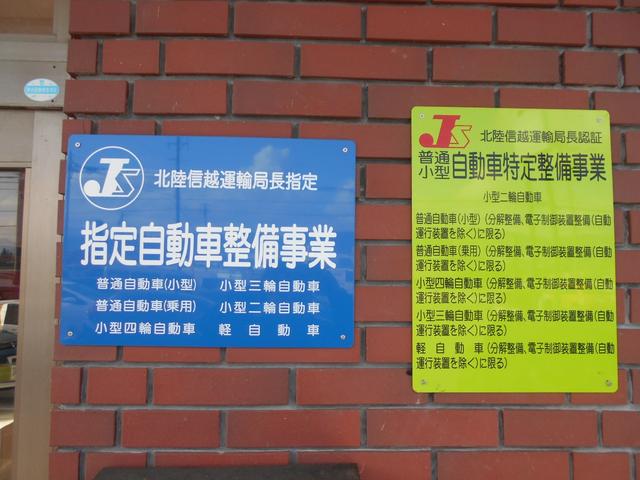 JS
北陸信越運輸局長指定
指定自動車整備事業
普通自動車(小型) 小型三輪自動車
普通自動車(乗用) 小型二輪自動車
小型四輪自動車 軽自動車
JS
北陸信越運輸局長認証
普通小型 自動車特定整備事業
小型二輪自動車
普通自動車(小型)(分解整備、電子制御装置整備(自動
運行装置を除く)に限る)
普通自動車(乗用)(分解整備、電子制御装置整備(自動
運行装置を除く)に限る)
小型四輪自動車(分解整備、電子制御装置整備(自動
運行装置を除く)に限る)
小型三輪自動車(分解整備、電子制御装置整備(自動
運行装置を除く)に限る)
軽自動車(分解整備、電子制御装置整備(自動
運行装置を除く)に限る)